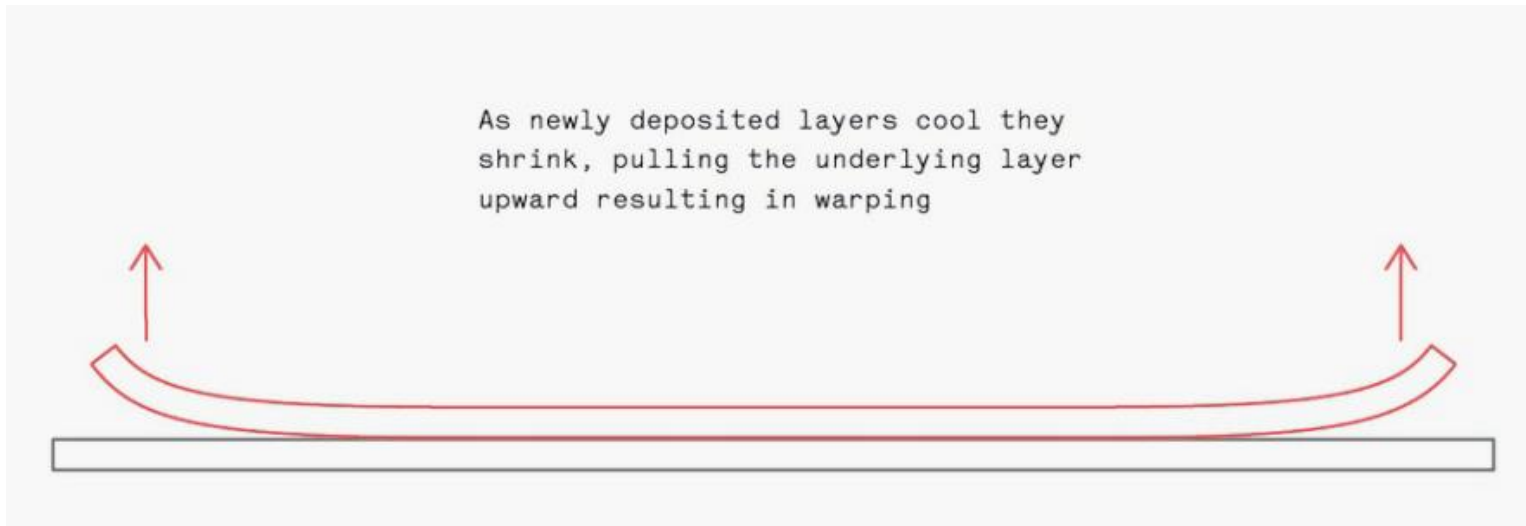 As newly deposited layers cool they
shrink, pulling the underlying layer
upward resulting in warping